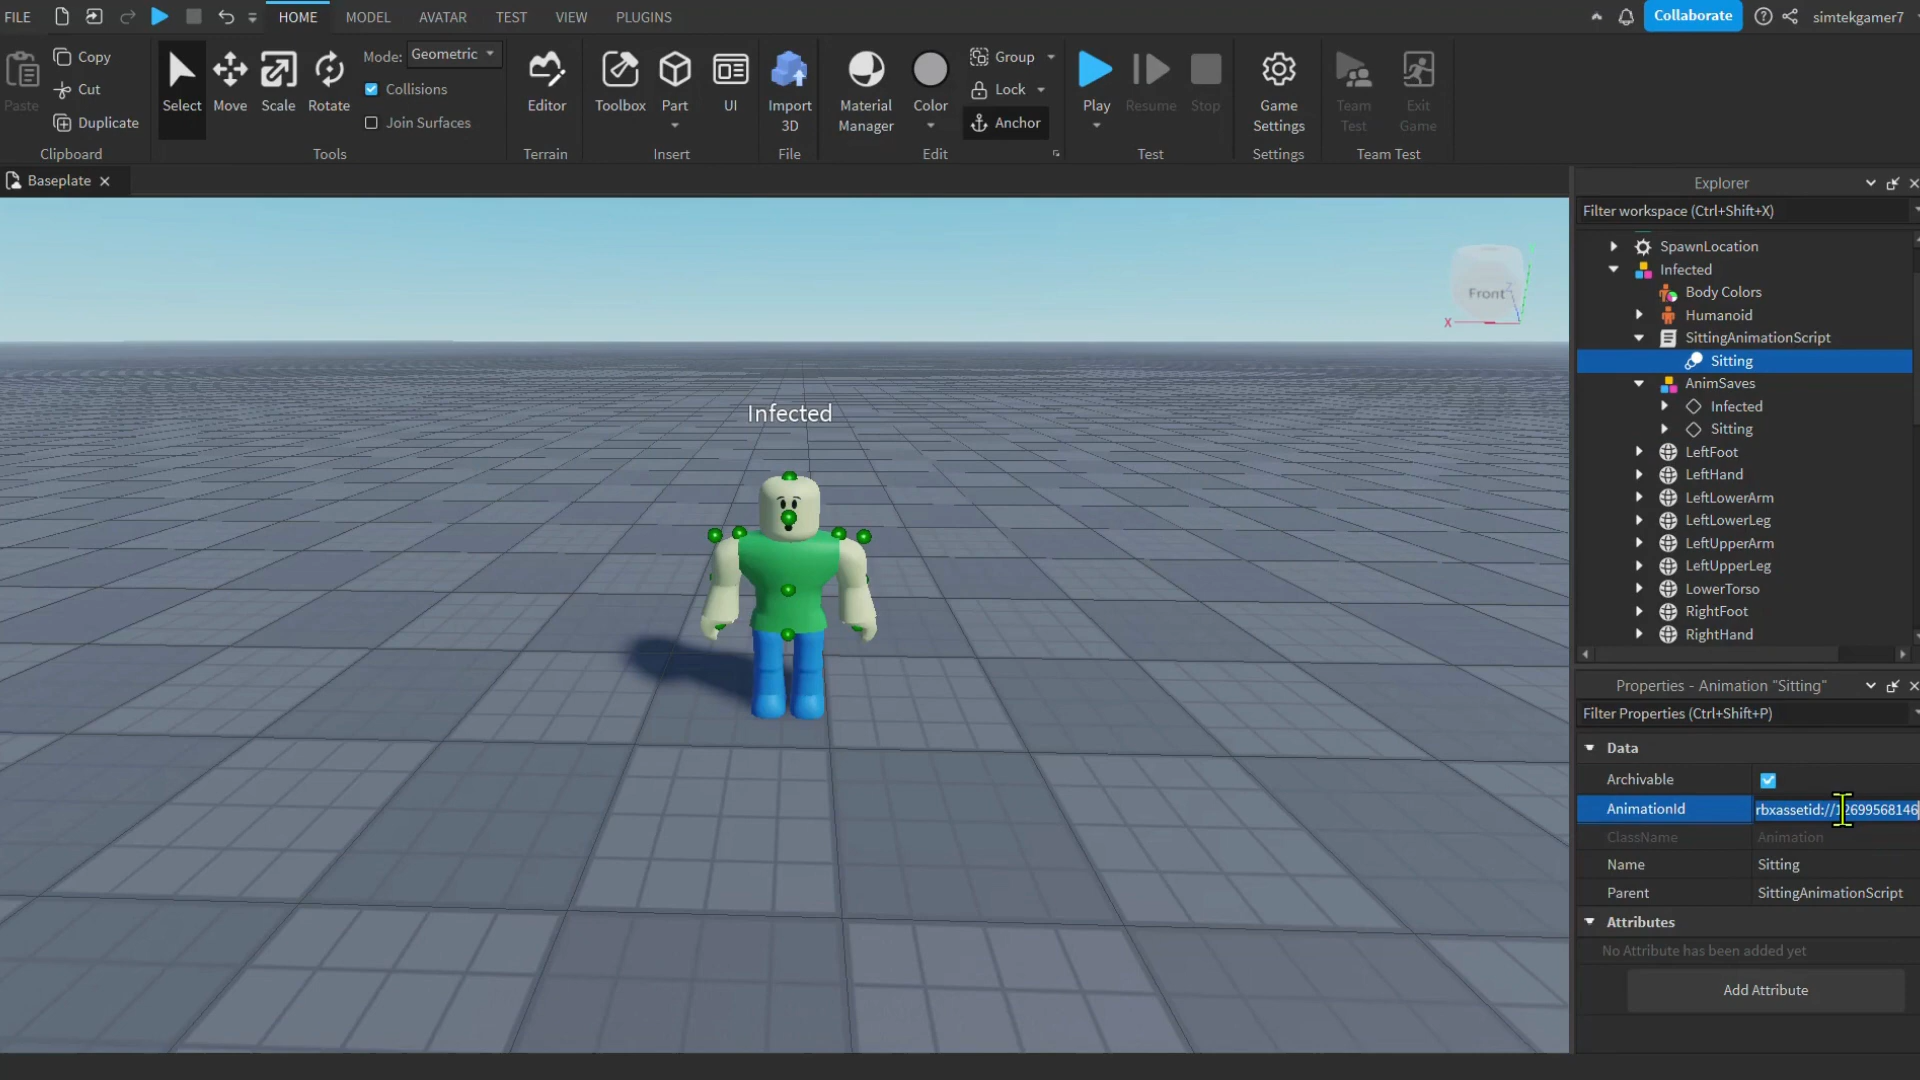 FILE HOME MODEL AVATAR TEST VIEW PLUGINS Collaborate simtekgamer7
Paste Copy Cut Duplicate Clipboard
Select Move Scale Rotate Mode: Geometric Collisions Join Surfaces Tools
Editor Terrain
Toolbox Part UI Insert
Import 3D File
Material Manager Color Group Lock Anchor Edit
Play Resume Stop Test
Game Settings Settings
Team Test Exit Game Team Test
Baseplate
Infected
Front
X
Z
Explorer
Filter workspace (Ctrl+Shift+X)
SpawnLocation
Infected
Body Colors
Humanoid
SittingAnimationScript
Sitting
AnimSaves
Infected
Sitting
LeftFoot
LeftHand
LeftLowerArm
LeftLowerLeg
LeftUpperArm
LeftUpperLeg
LowerTorso
RightFoot
RightHand
Properties - Animation "Sitting"
Filter Properties (Ctrl+Shift+P)
Data
Archivable
AnimationId rbxassetid://12699568146
ClassName Animation
Name Sitting
Parent SittingAnimationScript
Attributes
No Attribute has been added yet
Add Attribute